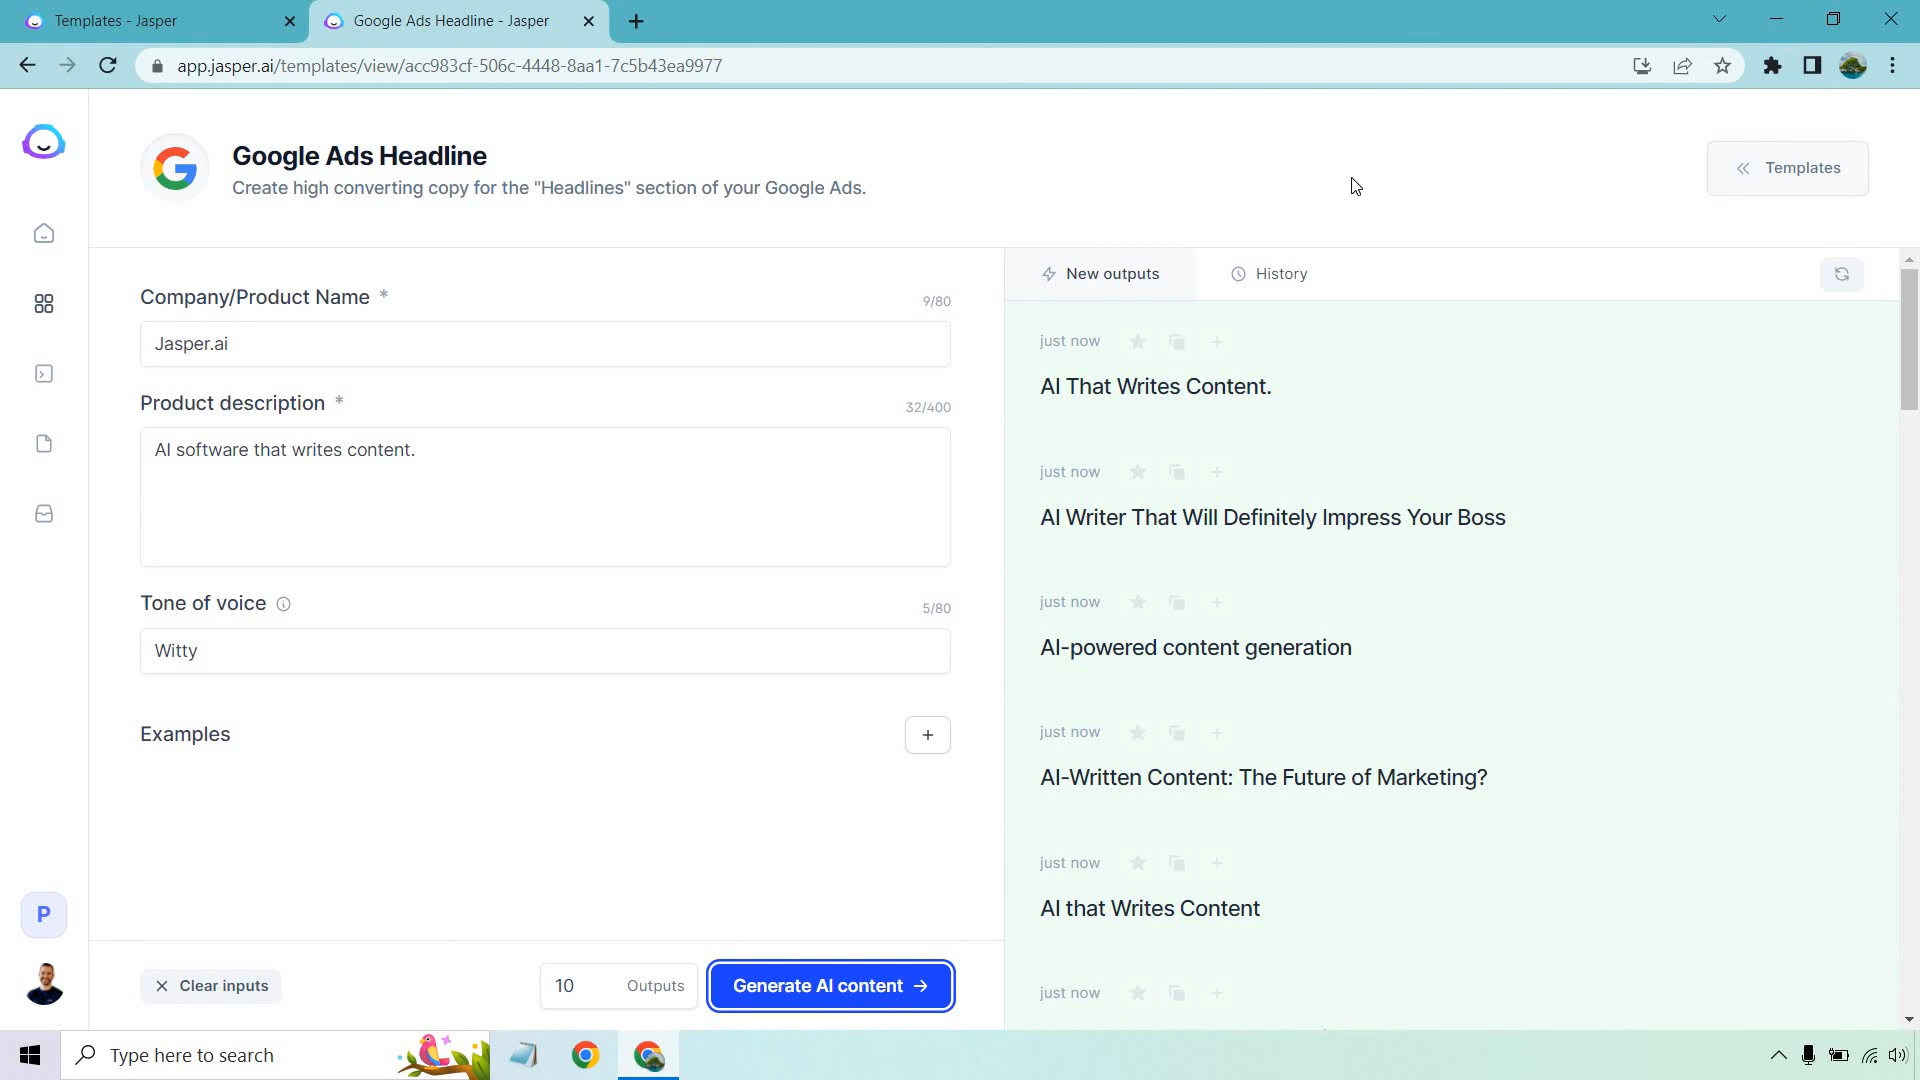 Templates - Jasper
Google Ads Headline - Jasper
app.jasper.ai/templates/view/acc983cf-506c-4448-8aa1-7c5b43ea9977
Google Ads Headline
Create high converting copy for the "Headlines" section of your Google Ads.
Templates
Company/Product Name *
9/80
Jasper.ai
Product description *
32/400
AI software that writes content.
Tone of voice
5/80
Witty
Examples
+
Clear inputs
10 Outputs
Generate AI content →
P
New outputs
History
just now
AI That Writes Content.
just now
AI Writer That Will Definitely Impress Your Boss
just now
AI-powered content generation
just now
AI-Written Content: The Future of Marketing?
just now
AI that Writes Content
just now
Type here to search